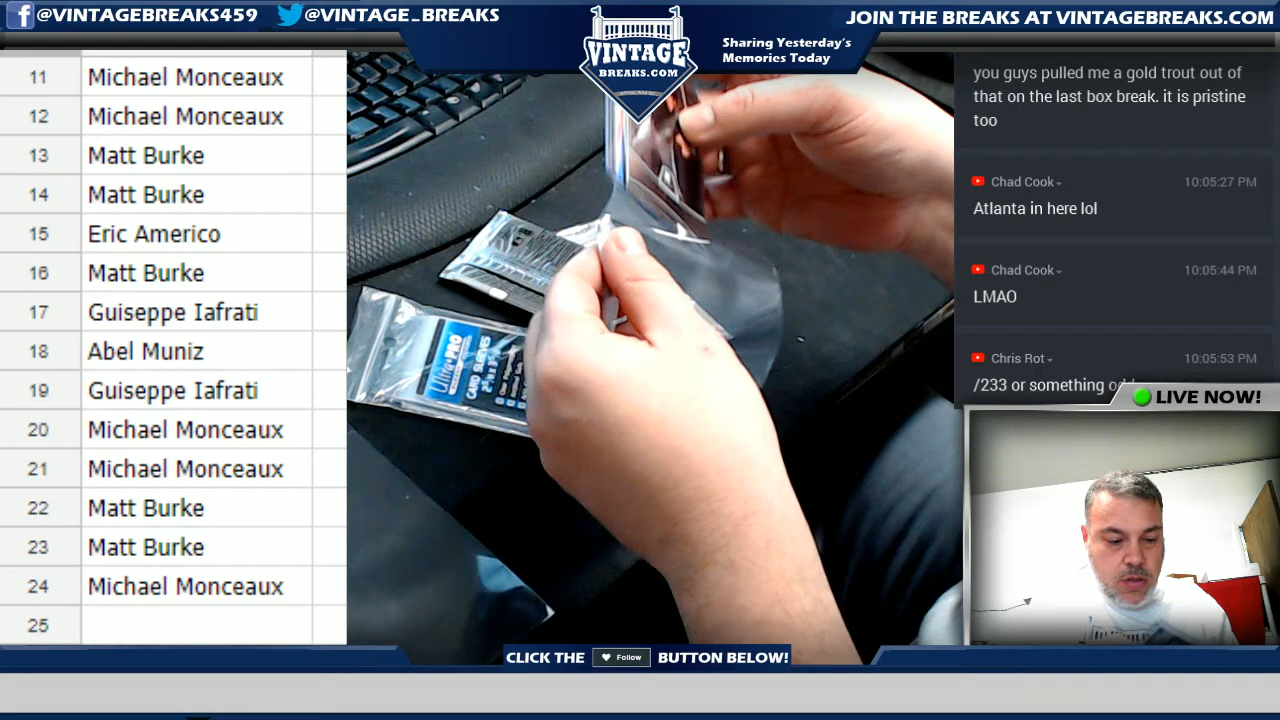 @VINTAGEBREAKS459
@VINTAGE_BREAKS
VINTAGE
BREAKS.COM
Sharing Yesterday's
Memories Today
JOIN THE BREAKS AT VINTAGEBREAKS.COM
11 Michael Monceaux
12 Michael Monceaux
13 Matt Burke
14 Matt Burke
15 Eric Americo
16 Matt Burke
17 Guiseppe Iafrati
18 Abel Muniz
19 Guiseppe Iafrati
20 Michael Monceaux
21 Michael Monceaux
22 Matt Burke
23 Matt Burke
24 Michael Monceaux
25
Ultra PRO
CARD SLEEVES
you guys pulled me a gold trout out of
that on the last box break. it is pristine
too
Chad Cook 10:05:27 PM
Atlanta in here lol
Chad Cook 10:05:44 PM
LMAO
Chris Rot 10:05:53 PM
/233 or something
LIVE NOW!
CLICK THE Follow BUTTON BELOW!